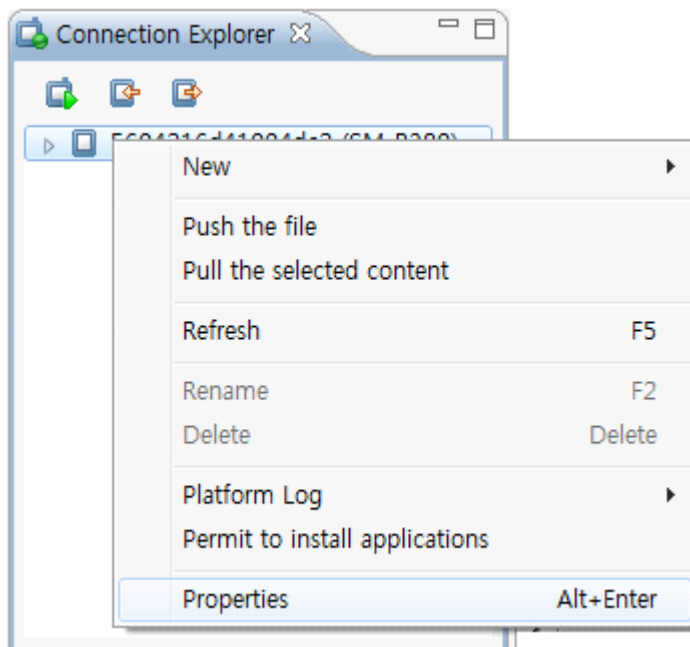 Connection Explorer
New
Push the file
Pull the selected content
Refresh F5
Rename F2
Delete Delete
Platform Log
Permit to install applications
Properties Alt+Enter